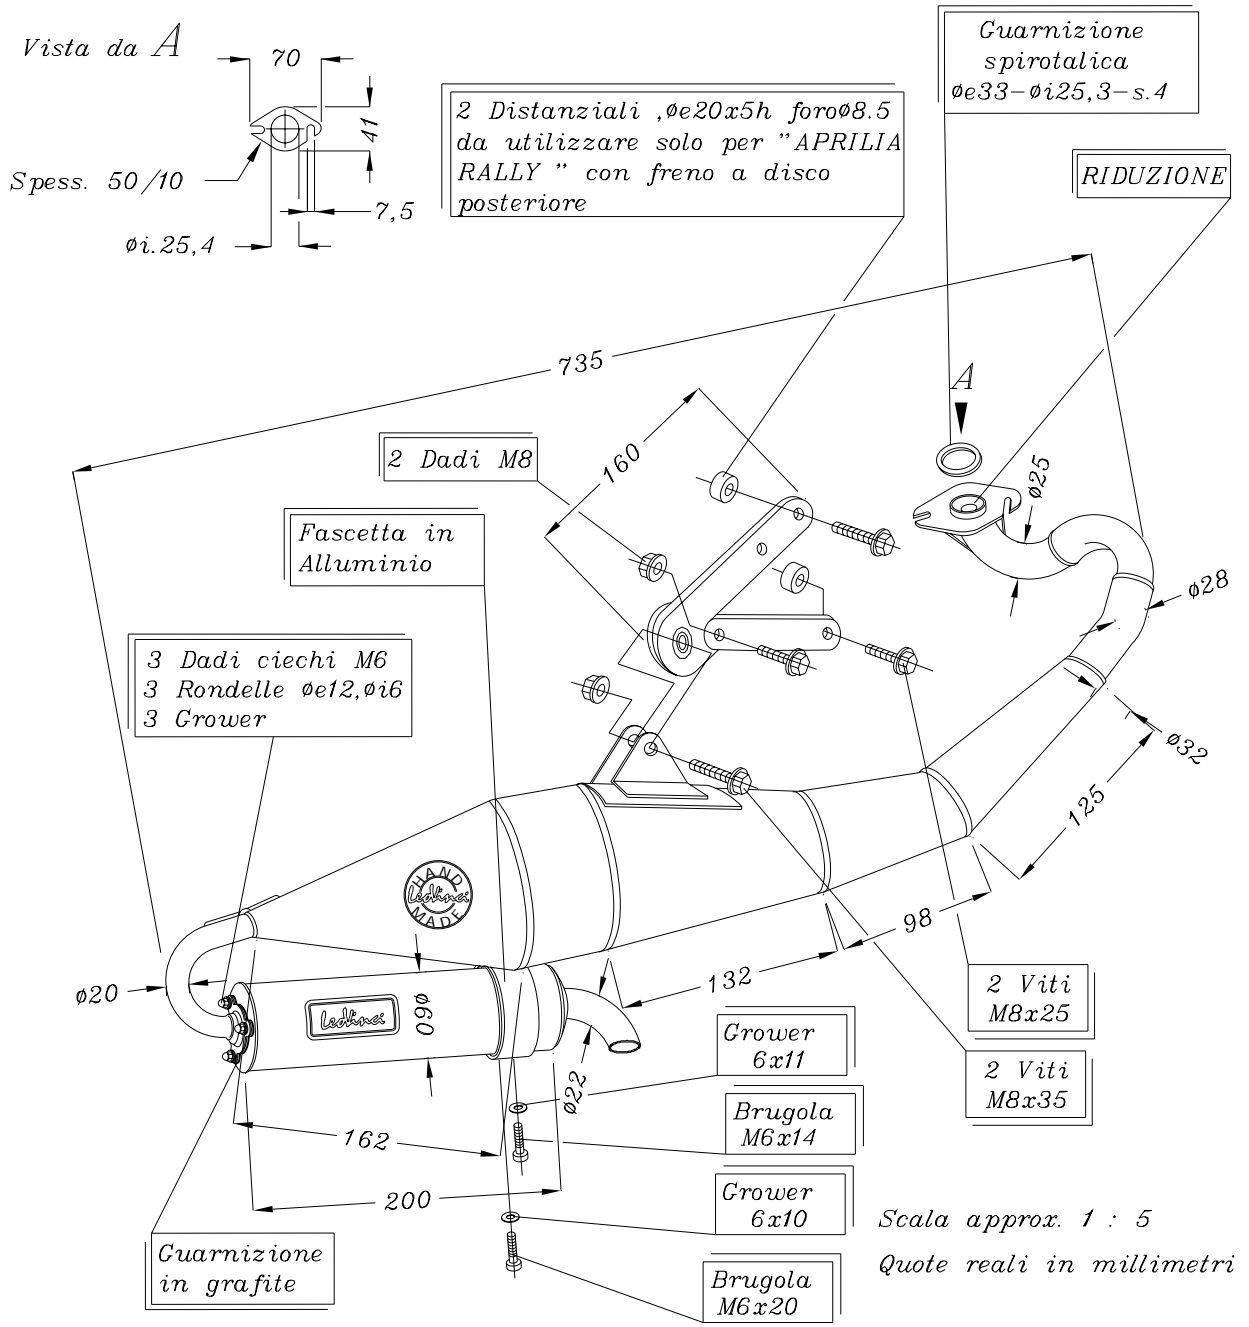 Vista da A
70
41
Spess. 50/10
7,5
øi.25,4
2 Distanziali ,øe20x5h foroø8.5
da utilizzare solo per "APRILIA
RALLY " con freno a disco
posteriore
Guarnizione
spirotalica
øe33-øi25,3-s.4
RIDUZIONE
735
A
160
2 Dadi M8
ø25
Fascetta in
Alluminio
ø28
3 Dadi ciechi M6
3 Rondelle øe12,øi6
3 Grower
ø32
125
HAND
LeoVinci
MADE
98
132
ø20
ø60
LeoVinci
2 Viti
M8x25
Grower
6x11
ø22
2 Viti
M8x35
Brugola
M6x14
162
200
Grower
6x10
Scala approx. 1 : 5
Quote reali in millimetri
Guarnizione
in grafite
Brugola
M6x20